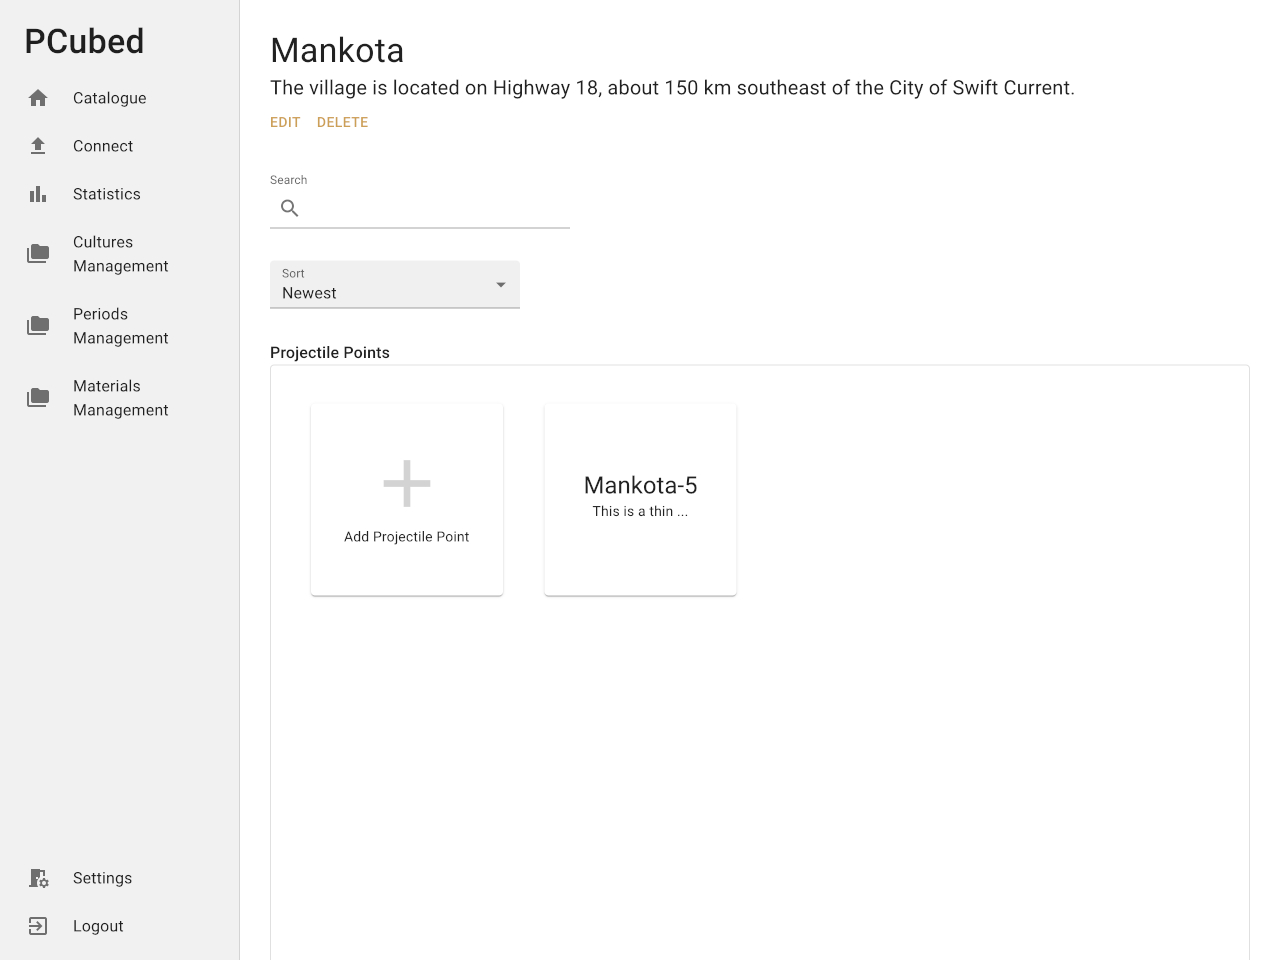 PCubed
Catalogue
Connect
Statistics
Cultures
Management
Periods
Management
Materials
Management
Settings
Logout
Mankota
The village is located on Highway 18, about 150 km southeast of the City of Swift Current.
EDIT DELETE
Search
Sort
Newest
Projectile Points
Add Projectile Point
Mankota-5
This is a thin ...